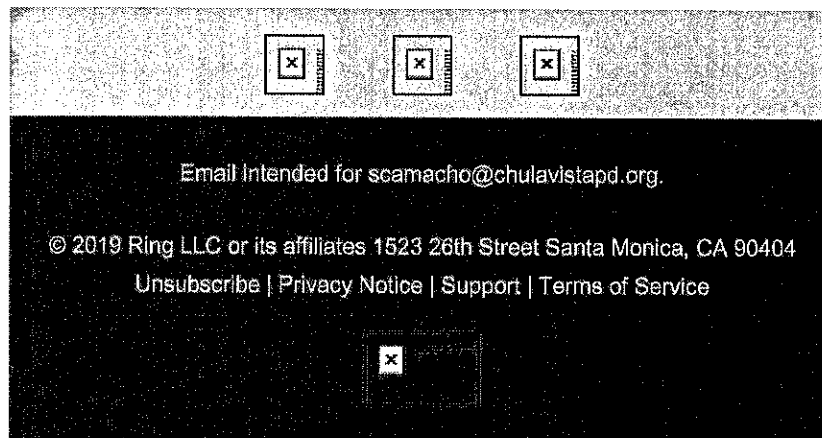 Email intended for scamacho@chulavistapd.org.
© 2019 Ring LLC or its affiliates 1523 26th Street Santa Monica, CA 90404
Unsubscribe | Privacy Notice | Support | Terms of Service